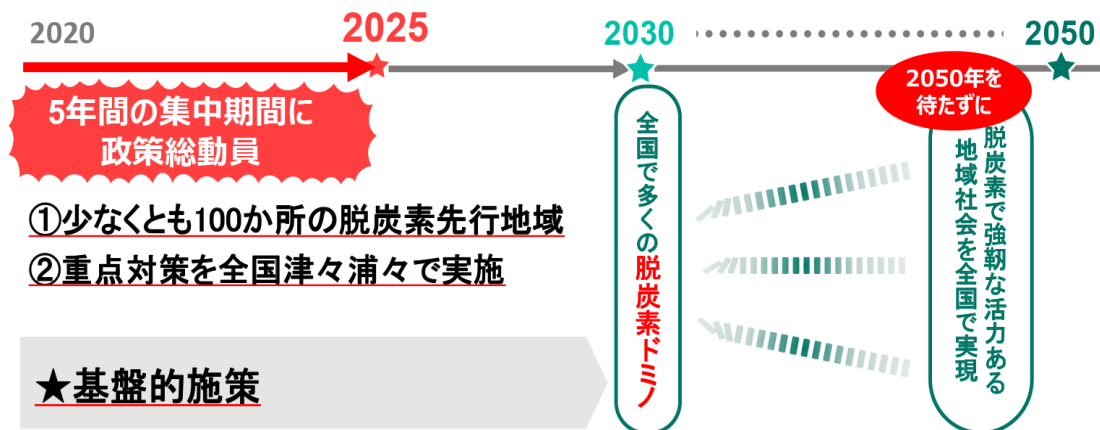 2020
2025
2030
2050
5年間の集中期間に
政策総動員
①少なくとも100か所の脱炭素先行地域
②重点対策を全国津々浦々で実施
★基盤的施策
全国で多くの脱炭素ドミノ
2050年を
待たずに
脱炭素で強靭な活力ある
地域社会を全国で実現